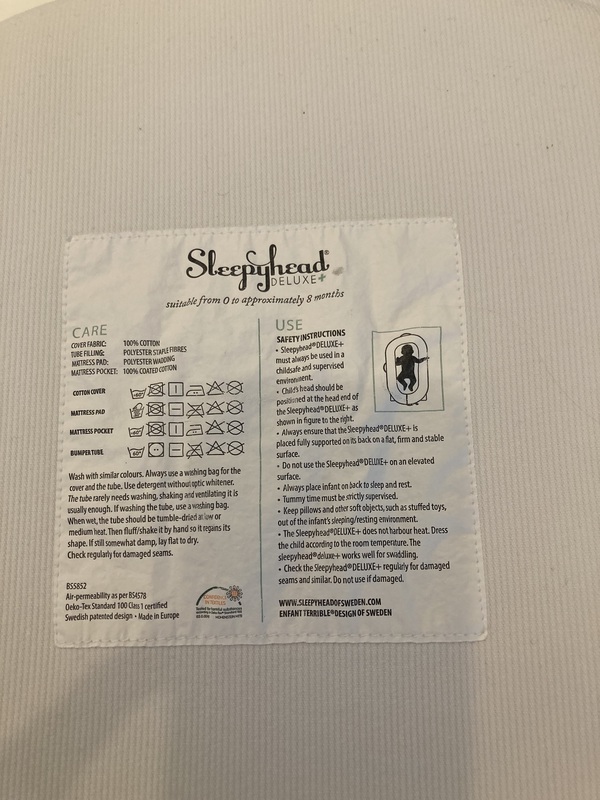 Sleepyhead®
DELUXE+
suitable from 0 to approximately 8 months
CARE
COVER FABRIC: 100% COTTON
TUBE FILLING: POLYESTER STAPLE FIBRES
MATTRESS PAD: POLYESTER WADDING
MATTRESS POCKET: 100% COATED COTTON
COTTON COVER
MATTRESS PAD
MATTRESS POCKET
BUMPER TUBE
Wash with similar colours. Always use a washing bag for the
cover and the tube. Use detergent without optic whitener.
The tube rarely needs washing, shaking and ventilating it is
usually enough. If washing the tube, use a washing bag.
When wet, the tube should be tumble-dried at low or
medium heat. Then fluff/shake it by hand so it regains its
shape. If still somewhat damp, lay flat to dry.
Check regularly for damaged seams.
BS5852
Air-permeability as per BS4578
Oeko-Tex Standard 100 Class 1 certified
Swedish patented design • Made in Europe
USE
SAFETY INSTRUCTIONS
• Sleepyhead®DELUXE+
must always be used in a
childsafe and supervised
environment.
• Child's head should be
positioned at the head end of
the Sleepyhead®DELUXE+ as
shown in figure to the right.
• Always ensure that the Sleepyhead®DELUXE+ is
placed fully supported on its back on a flat, firm and stable
surface.
• Do not use the Sleepyhead®DELUXE+ on an elevated
surface.
• Always place infant on back to sleep and rest.
• Tummy time must be strictly supervised.
• Keep pillows and other soft objects, such as stuffed toys,
out of the infant's sleeping/resting environment.
• The Sleepyhead®DELUXE+ does not harbour heat. Dress
the child according to the room temperature. The
sleepyhead®deluxe+ works well for swaddling.
• Check the Sleepyhead®DELUXE+ regularly for damaged
seams and similar. Do not use if damaged.
WWW.SLEEPYHEADOFSWEDEN.COM
ENFANT TERRIBLE®DESIGN OF SWEDEN